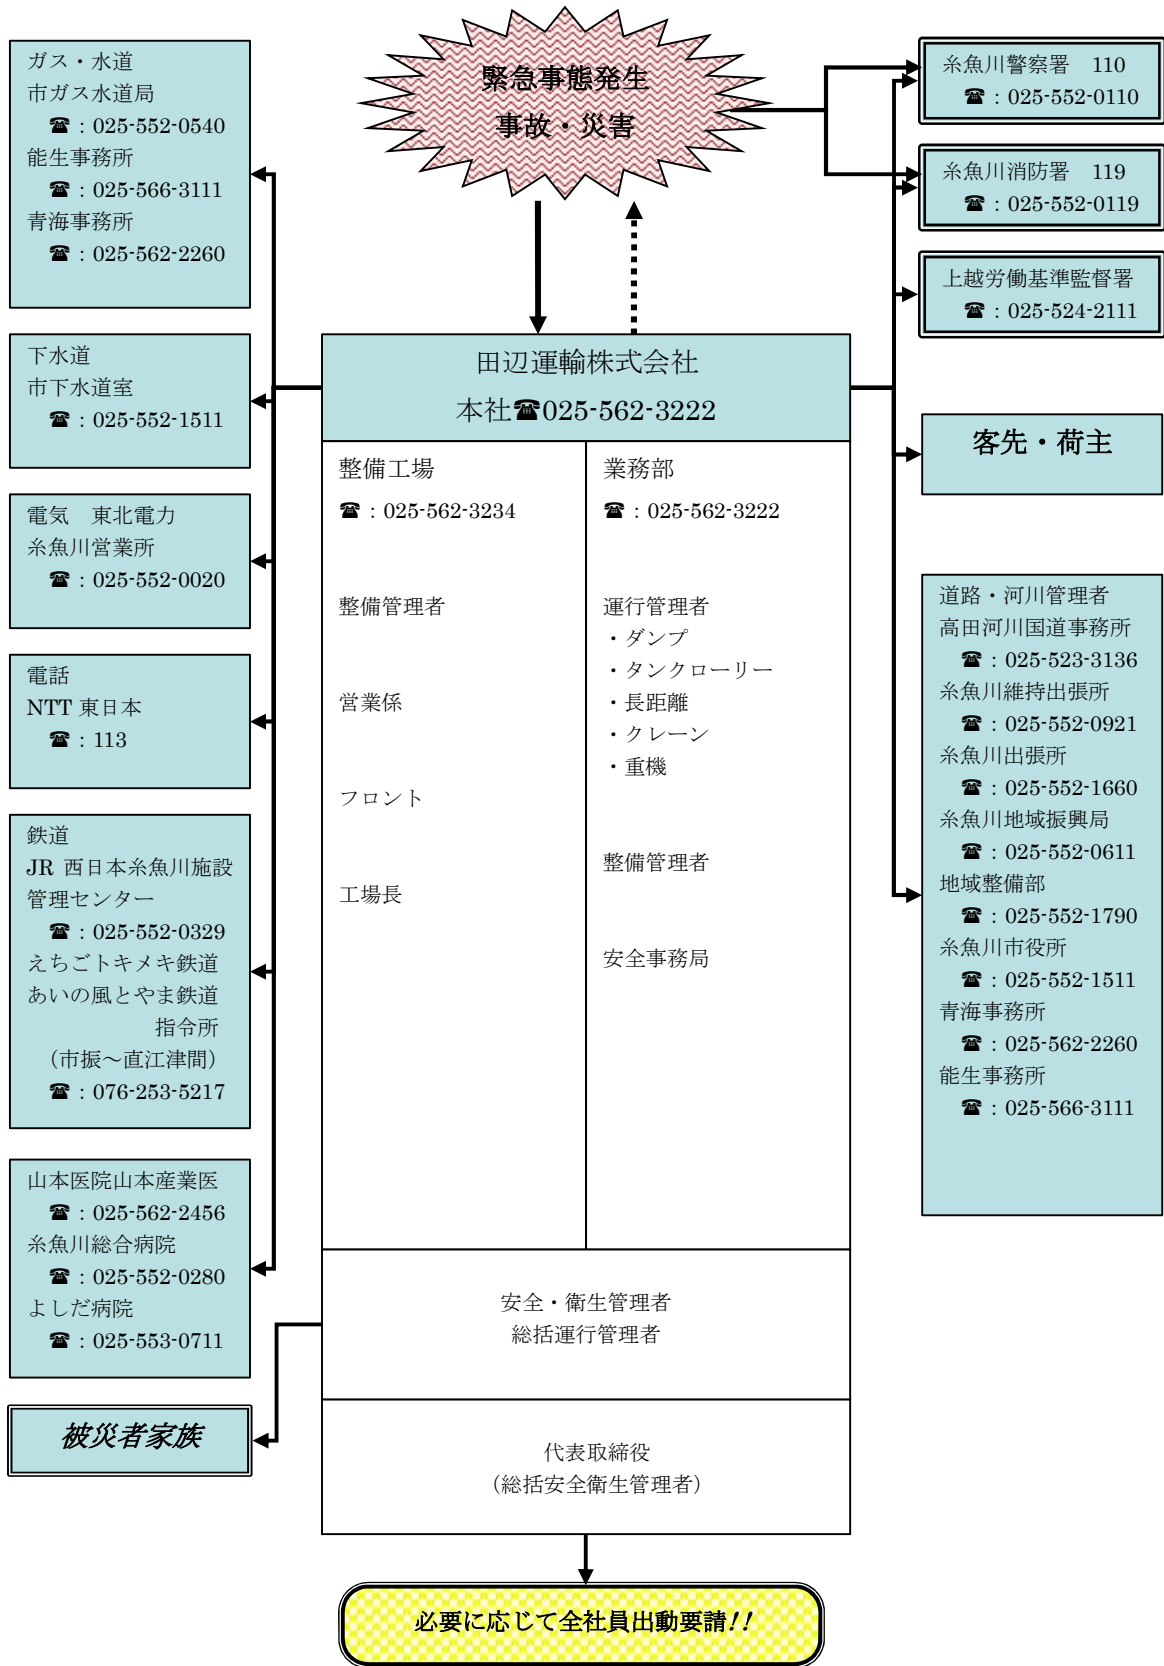 緊急事態発生
事故・災害
ガス・水道
市ガス水道局
☎：025-552-0540
能生事務所
☎：025-566-3111
青海事務所
☎：025-562-2260
下水道
市下水道室
☎：025-552-1511
電気　東北電力
糸魚川営業所
☎：025-552-0020
電話
NTT 東日本
☎：113
鉄道
JR 西日本糸魚川施設
管理センター
☎：025-552-0329
えちごトキメキ鉄道
あいの風とやま鉄道
指令所
（市振～直江津間）
☎：076-253-5217
山本医院山本産業医
☎：025-562-2456
糸魚川総合病院
☎：025-552-0280
よしだ病院
☎：025-553-0711
被災者家族
田辺運輸株式会社
本社☎025-562-3222
整備工場
☎：025-562-3234
整備管理者
営業係
フロント
工場長
業務部
☎：025-562-3222
運行管理者
・ダンプ
・タンクローリー
・長距離
・クレーン
・重機
整備管理者
安全事務局
安全・衛生管理者
総括運行管理者
代表取締役
（総括安全衛生管理者）
必要に応じて全社員出動要請!!
糸魚川警察署　110
☎：025-552-0110
糸魚川消防署　119
☎：025-552-0119
上越労働基準監督署
☎：025-524-2111
客先・荷主
道路・河川管理者
高田河川国道事務所
☎：025-523-3136
糸魚川維持出張所
☎：025-552-0921
糸魚川出張所
☎：025-552-1660
糸魚川地域振興局
☎：025-552-0611
地域整備部
☎：025-552-1790
糸魚川市役所
☎：025-552-1511
青海事務所
☎：025-562-2260
能生事務所
☎：025-566-3111